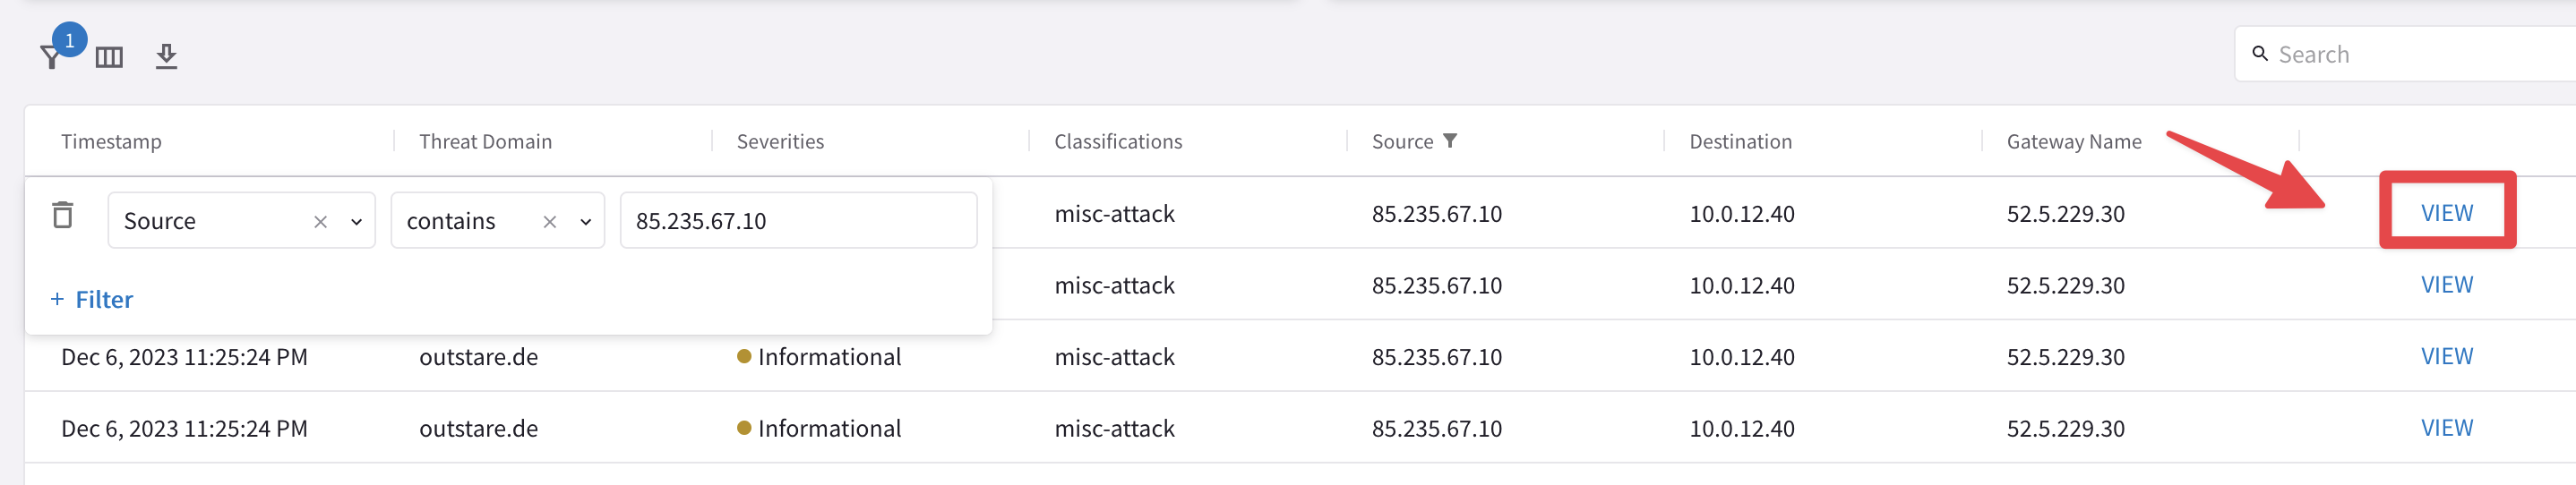 1
Search
Timestamp Threat Domain Severities Classifications Source Destination Gateway Name
Source contains 85.235.67.10 misc-attack 85.235.67.10 10.0.12.40 52.5.229.30 VIEW
misc-attack 85.235.67.10 10.0.12.40 52.5.229.30 VIEW
+ Filter
Dec 6, 2023 11:25:24 PM outstare.de Informational misc-attack 85.235.67.10 10.0.12.40 52.5.229.30 VIEW
Dec 6, 2023 11:25:24 PM outstare.de Informational misc-attack 85.235.67.10 10.0.12.40 52.5.229.30 VIEW